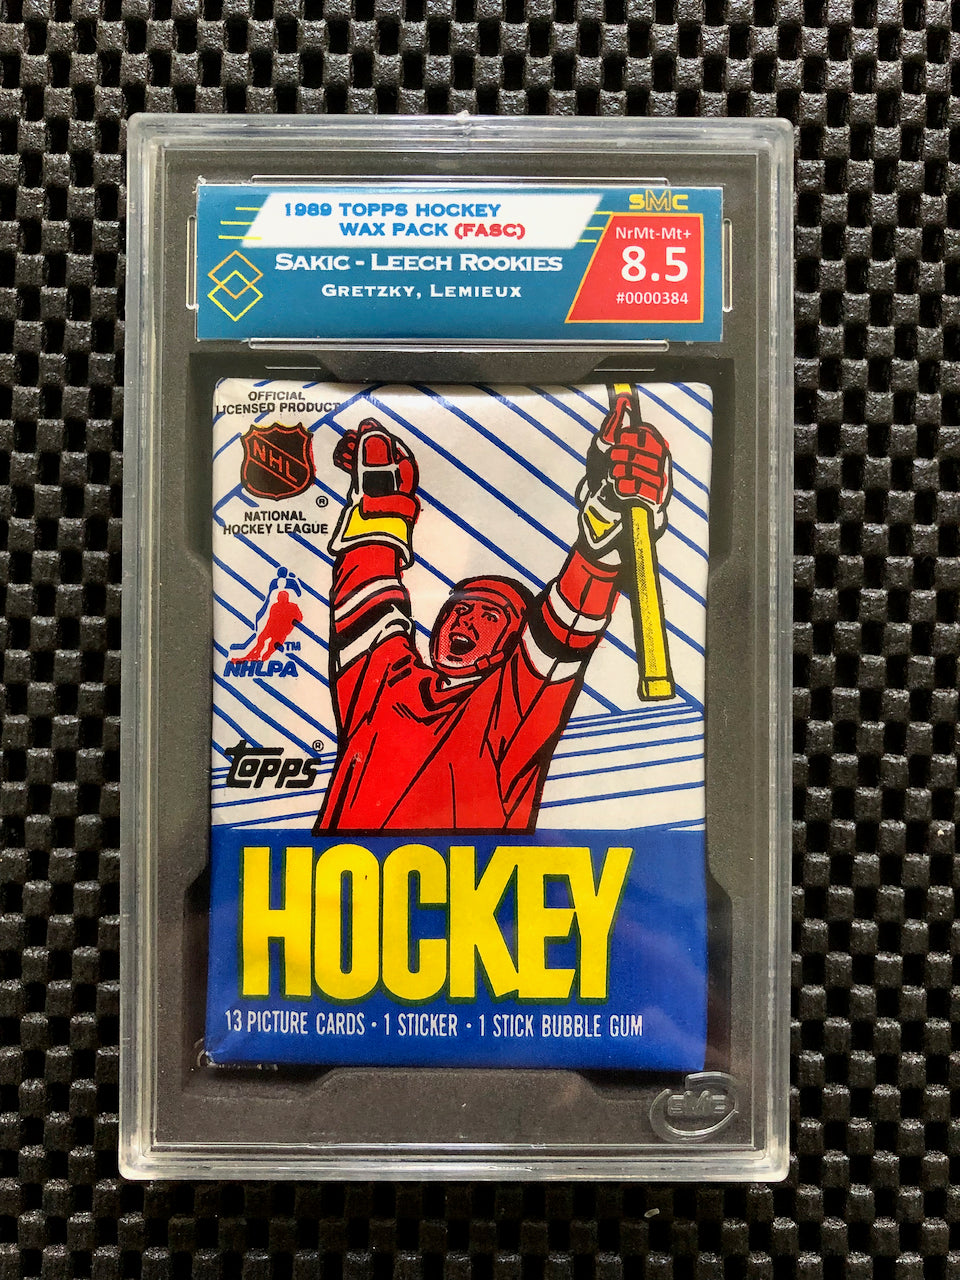 1989 TOPPS HOCKEY
WAX PACK (FASC)
SAKIC - LEECH ROOKIES
GRETZKY, LEMIEUX
SMC
NrMt-Mt+
8.5
#0000384
OFFICIAL
LICENSED PRODUCT
NHL
®
NATIONAL
HOCKEY LEAGUE
TM
NHLPA
topps®
HOCKEY
13 PICTURE CARDS · 1 STICKER · 1 STICK BUBBLE GUM
SMC